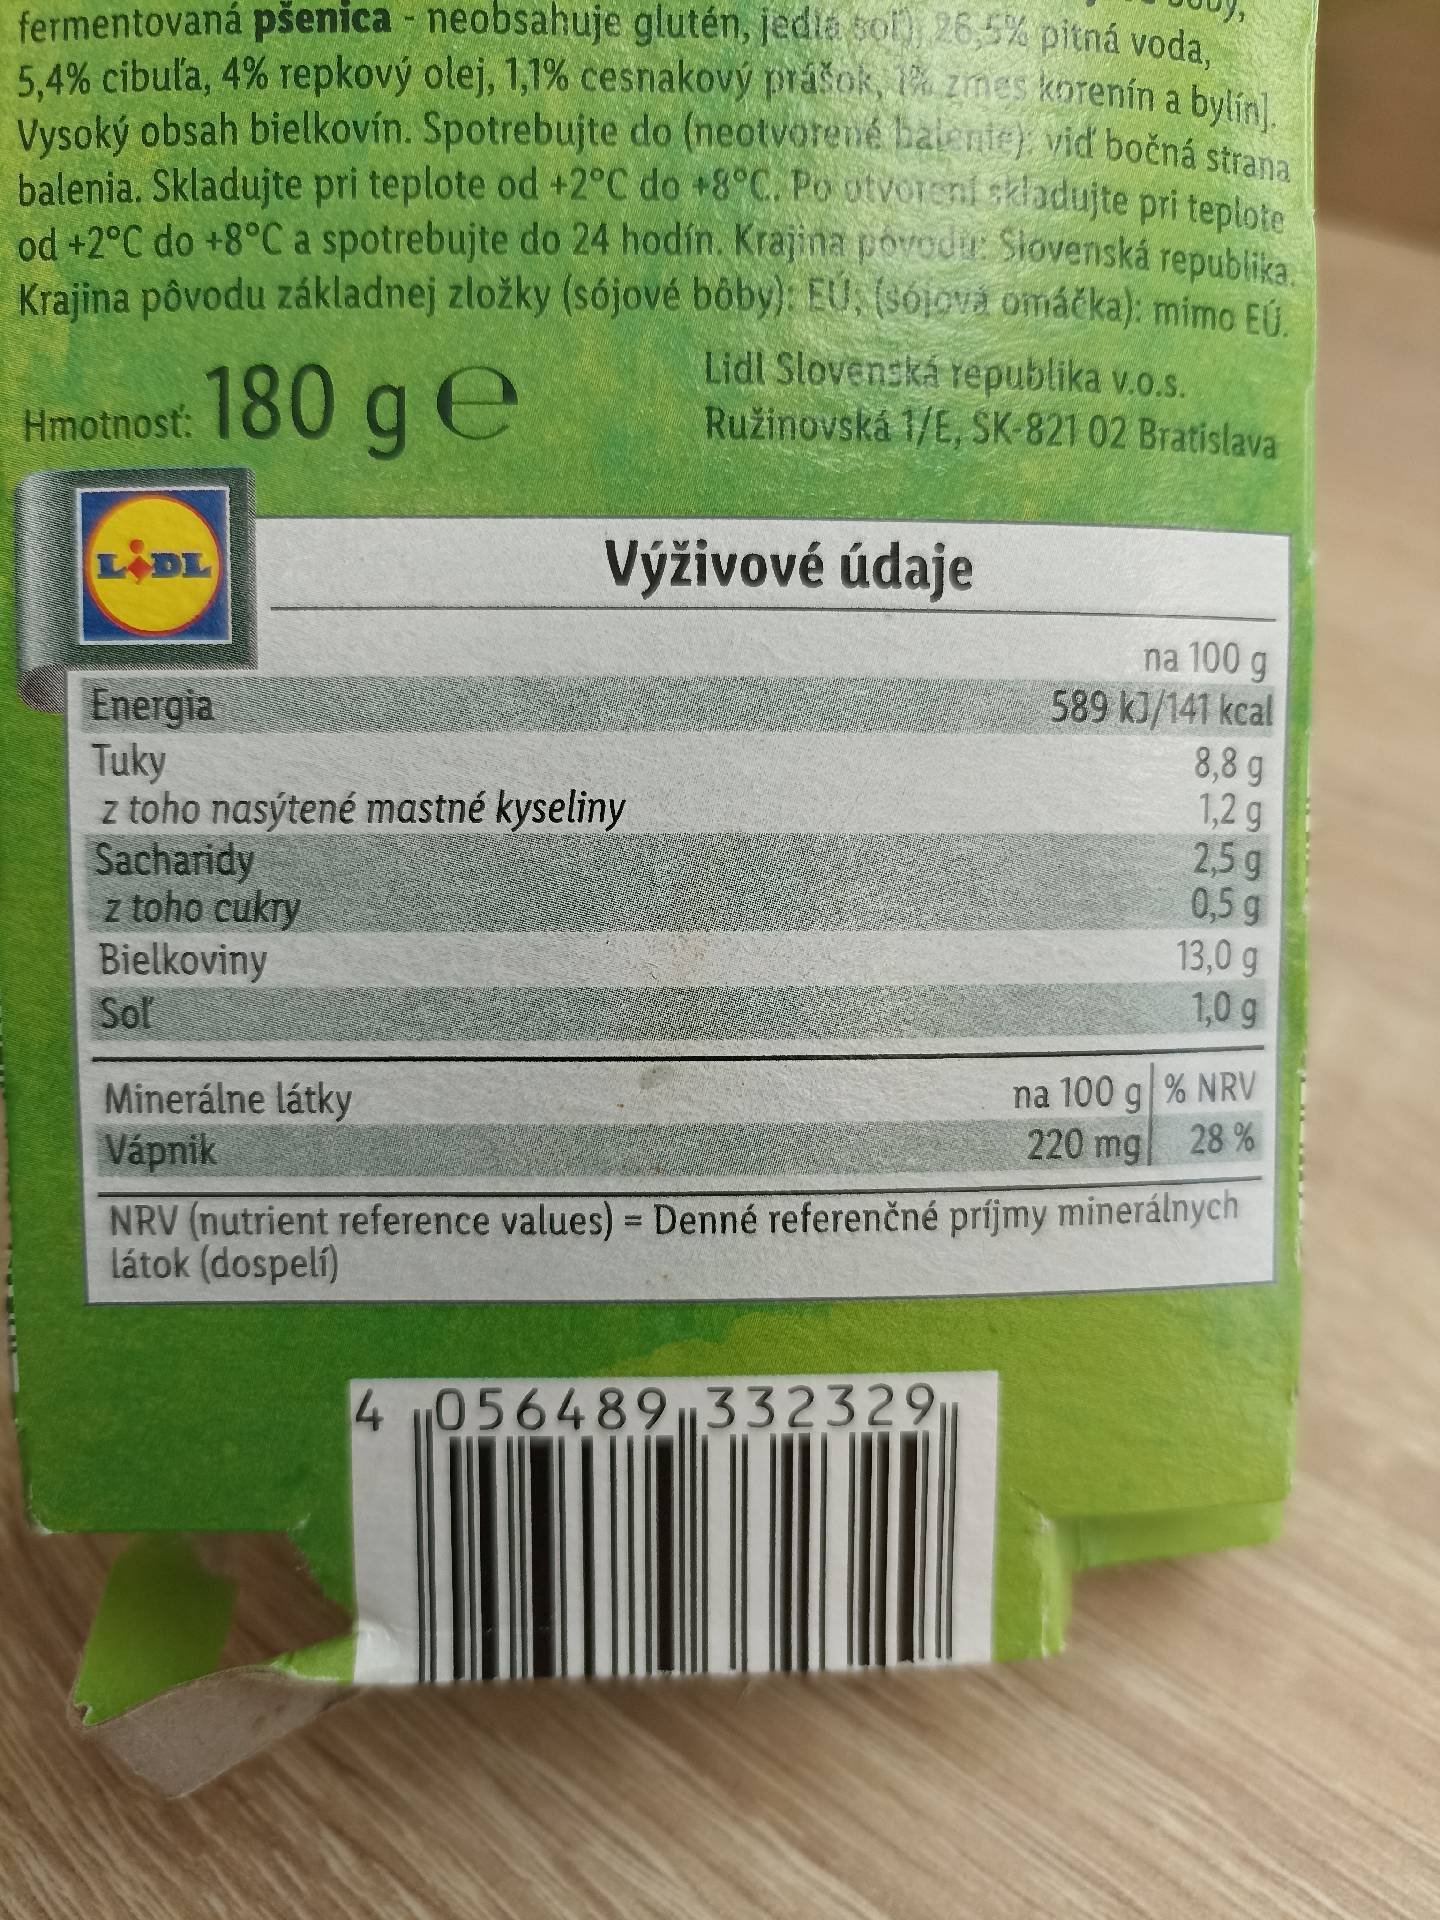 fermentovaná pšenica - neobsahuje glutén, jedlá soľ), 26,5% pitná voda,
5,4% cibuľa, 4% repkový olej, 1,1% cesnakový prášok, 1% zmes korenín a bylín].
Vysoký obsah bielkovín. Spotrebujte do (neotvorené balenie): viď bočná strana
balenia. Skladujte pri teplote od +2°C do +8°C. Po otvorení skladujte pri teplote
od +2°C do +8°C a spotrebujte do 24 hodín. Krajina pôvodu: Slovenská republika.
Krajina pôvodu základnej zložky (sójové bôby): EÚ; (sójová omáčka): mimo EÚ.
Hmotnosť: 180 g e
Lidl Slovenská republika v.o.s.
Ružinovská 1/E, SK-821 02 Bratislava
LIDL
Výživové údaje
na 100 g
Energia 589 kJ/141 kcal
Tuky 8,8 g
z toho nasýtené mastné kyseliny 1,2 g
Sacharidy 2,5 g
z toho cukry 0,5 g
Bielkoviny 13,0 g
Soľ 1,0 g
Minerálne látky na 100 g % NRV
Vápnik 220 mg 28 %
NRV (nutrient reference values) = Denné referenčné príjmy minerálnych
látok (dospelí)
4 056489 332329